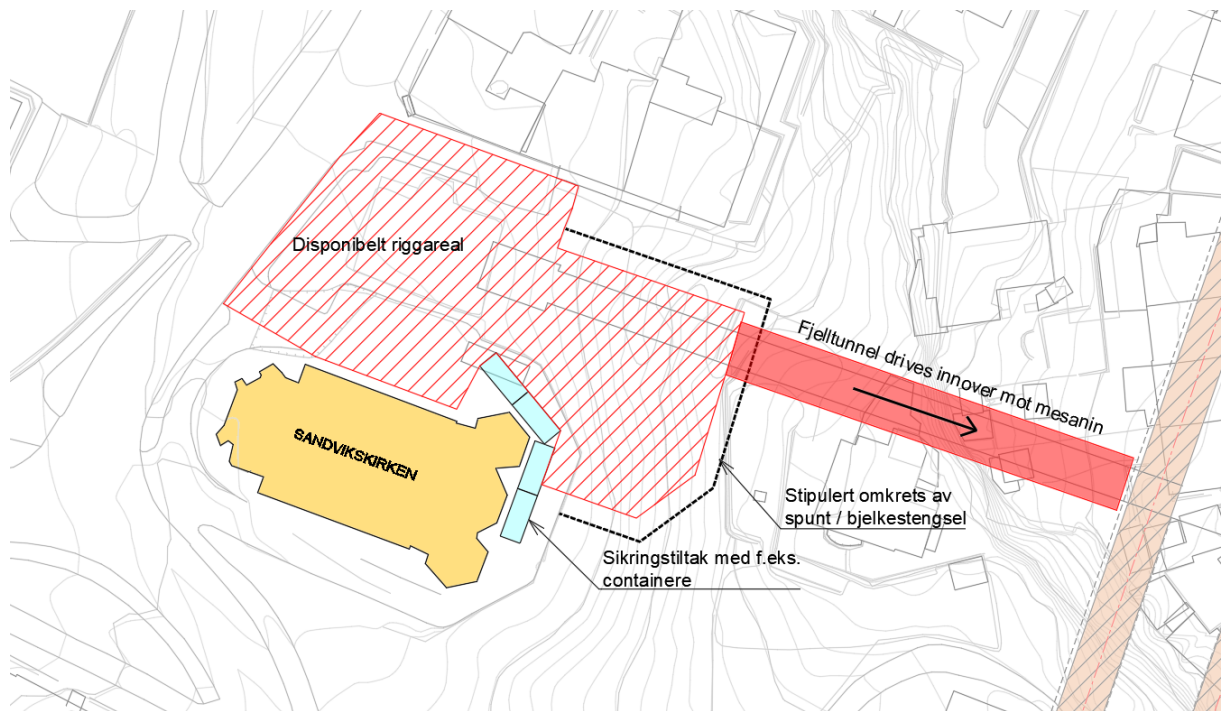 Disponibelt riggareal
Fjelltunnel drives innover mot mesanin
SANDVIKSKIRKEN
Stipulert omkrets av
spunt / bjelkestengsel
Sikringstiltak med f.eks.
containere